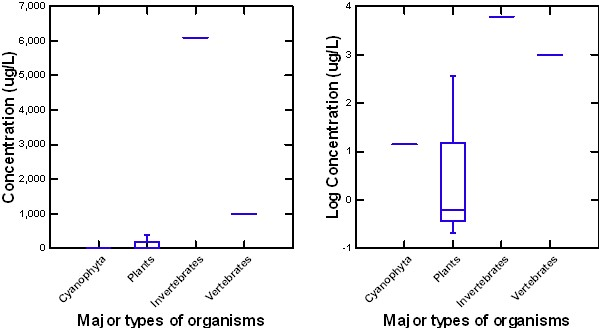 Concentration (ug/L)
7,000
6,000
5,000
4,000
3,000
2,000
1,000
0
Cyanophyta
Plants
Invertebrates
Vertebrates
Major types of organisms
Log Concentration (ug/L)
4
3
2
1
0
-1
Cyanophyta
Plants
Invertebrates
Vertebrates
Major types of organisms